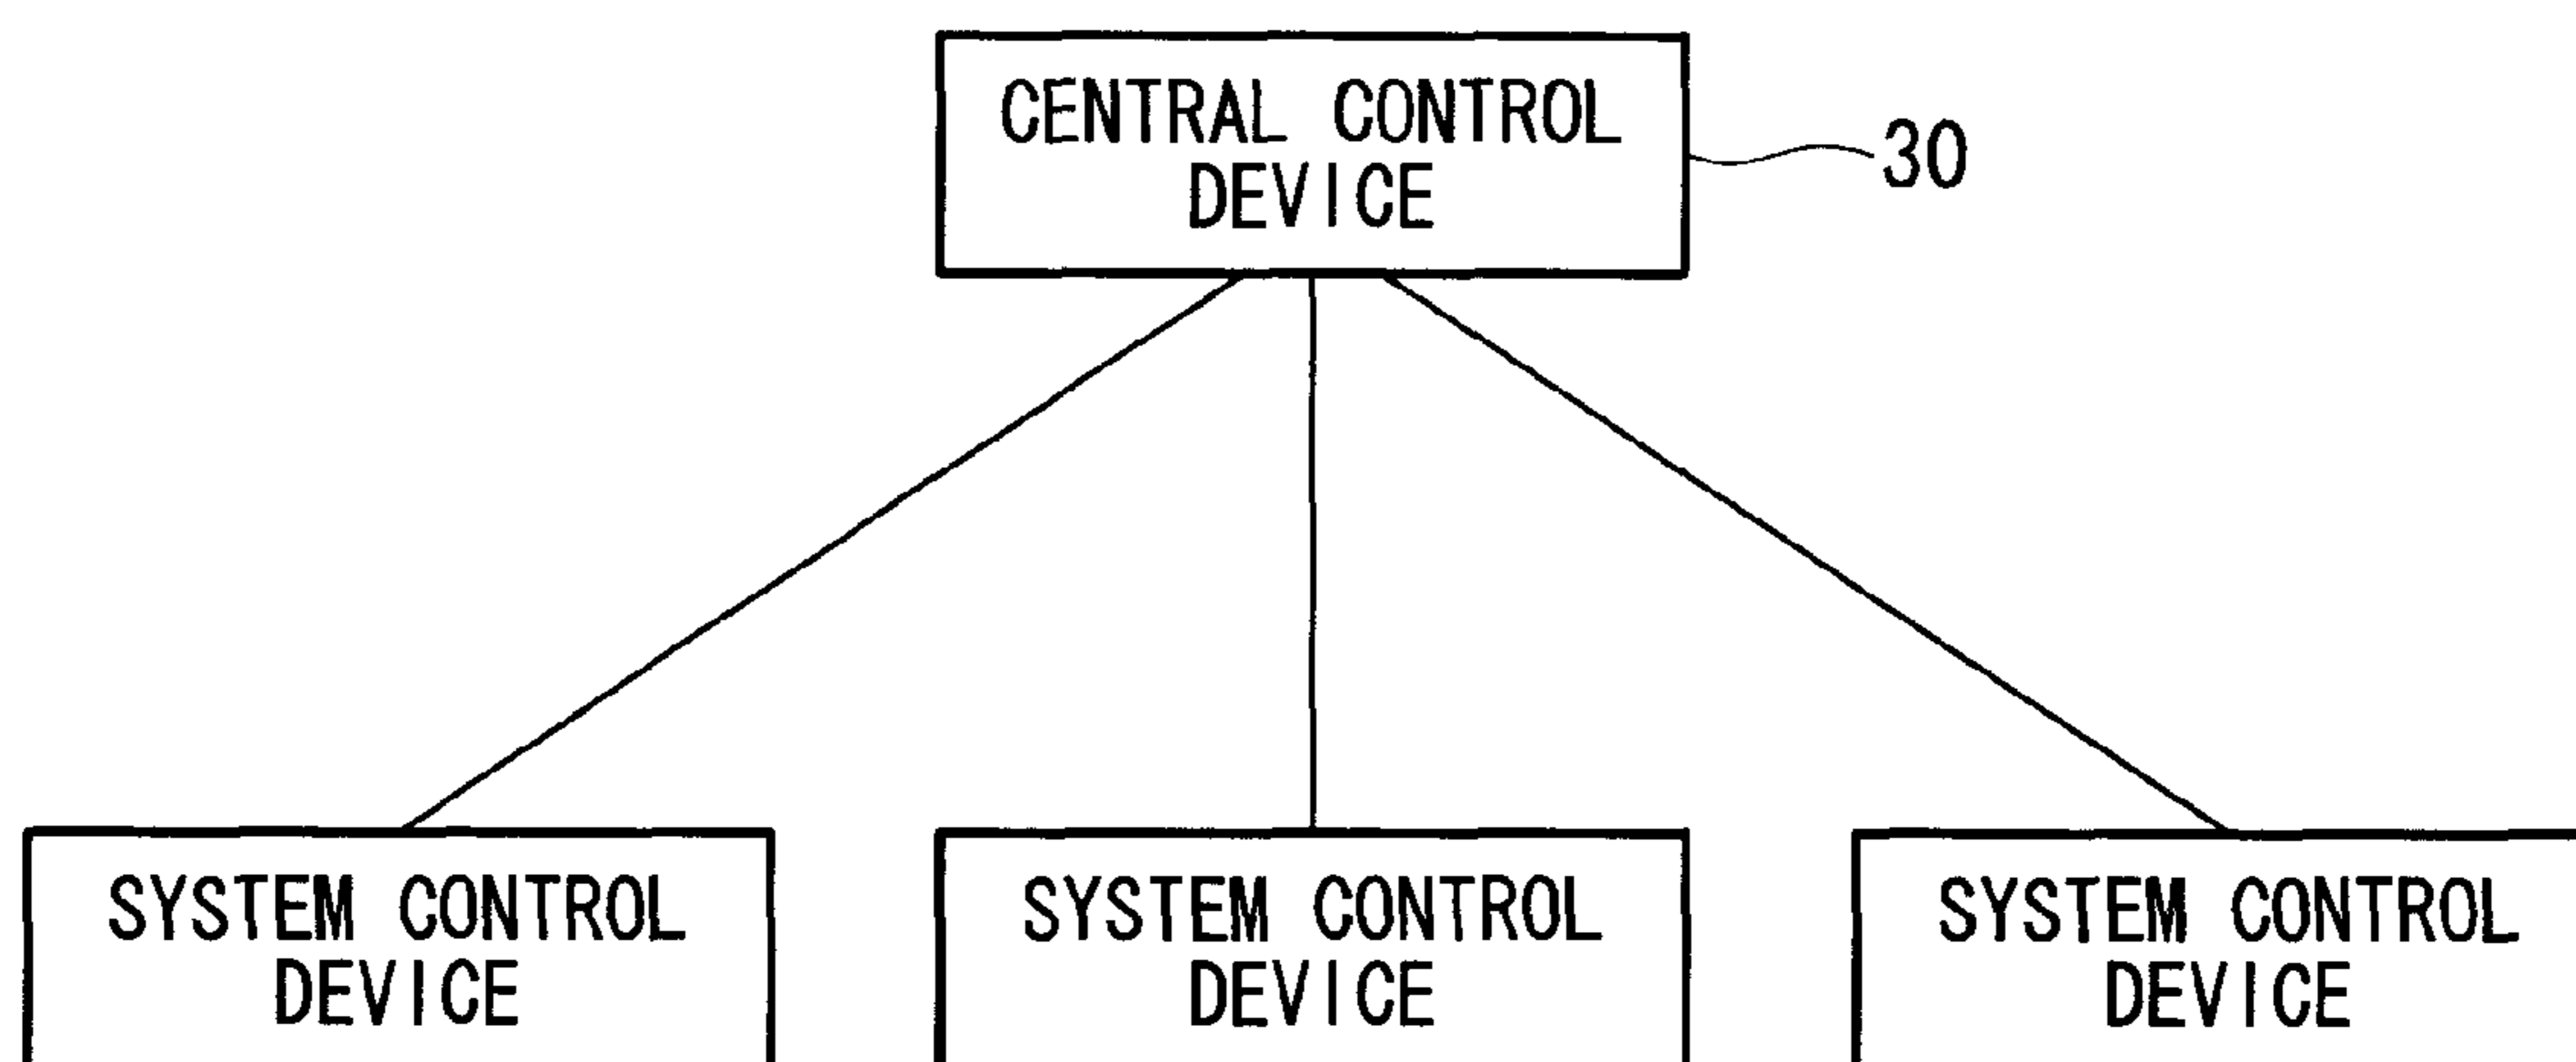 CENTRAL CONTROL
DEVICE
30
SYSTEM CONTROL
DEVICE
SYSTEM CONTROL
DEVICE
SYSTEM CONTROL
DEVICE